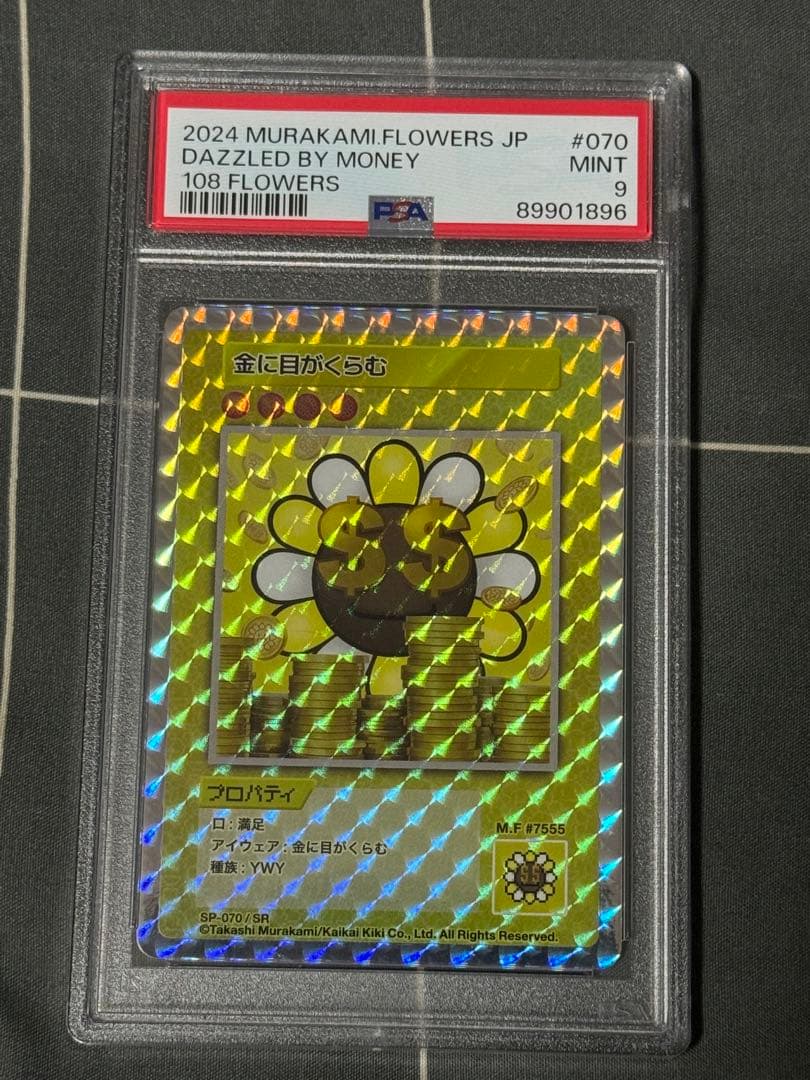 2024 MURAKAMI.FLOWERS JP #070
DAZZLED BY MONEY MINT
108 FLOWERS 9
PSA 89901896
金に目がくらむ
$ $
プロパティ
口:満足
アイウェア:金に目がくらむ
種族:YWY
M.F #7555
$$
SP-070/SR
©Takashi Murakami/Kaikai Kiki Co., Ltd. All Rights Reserved.